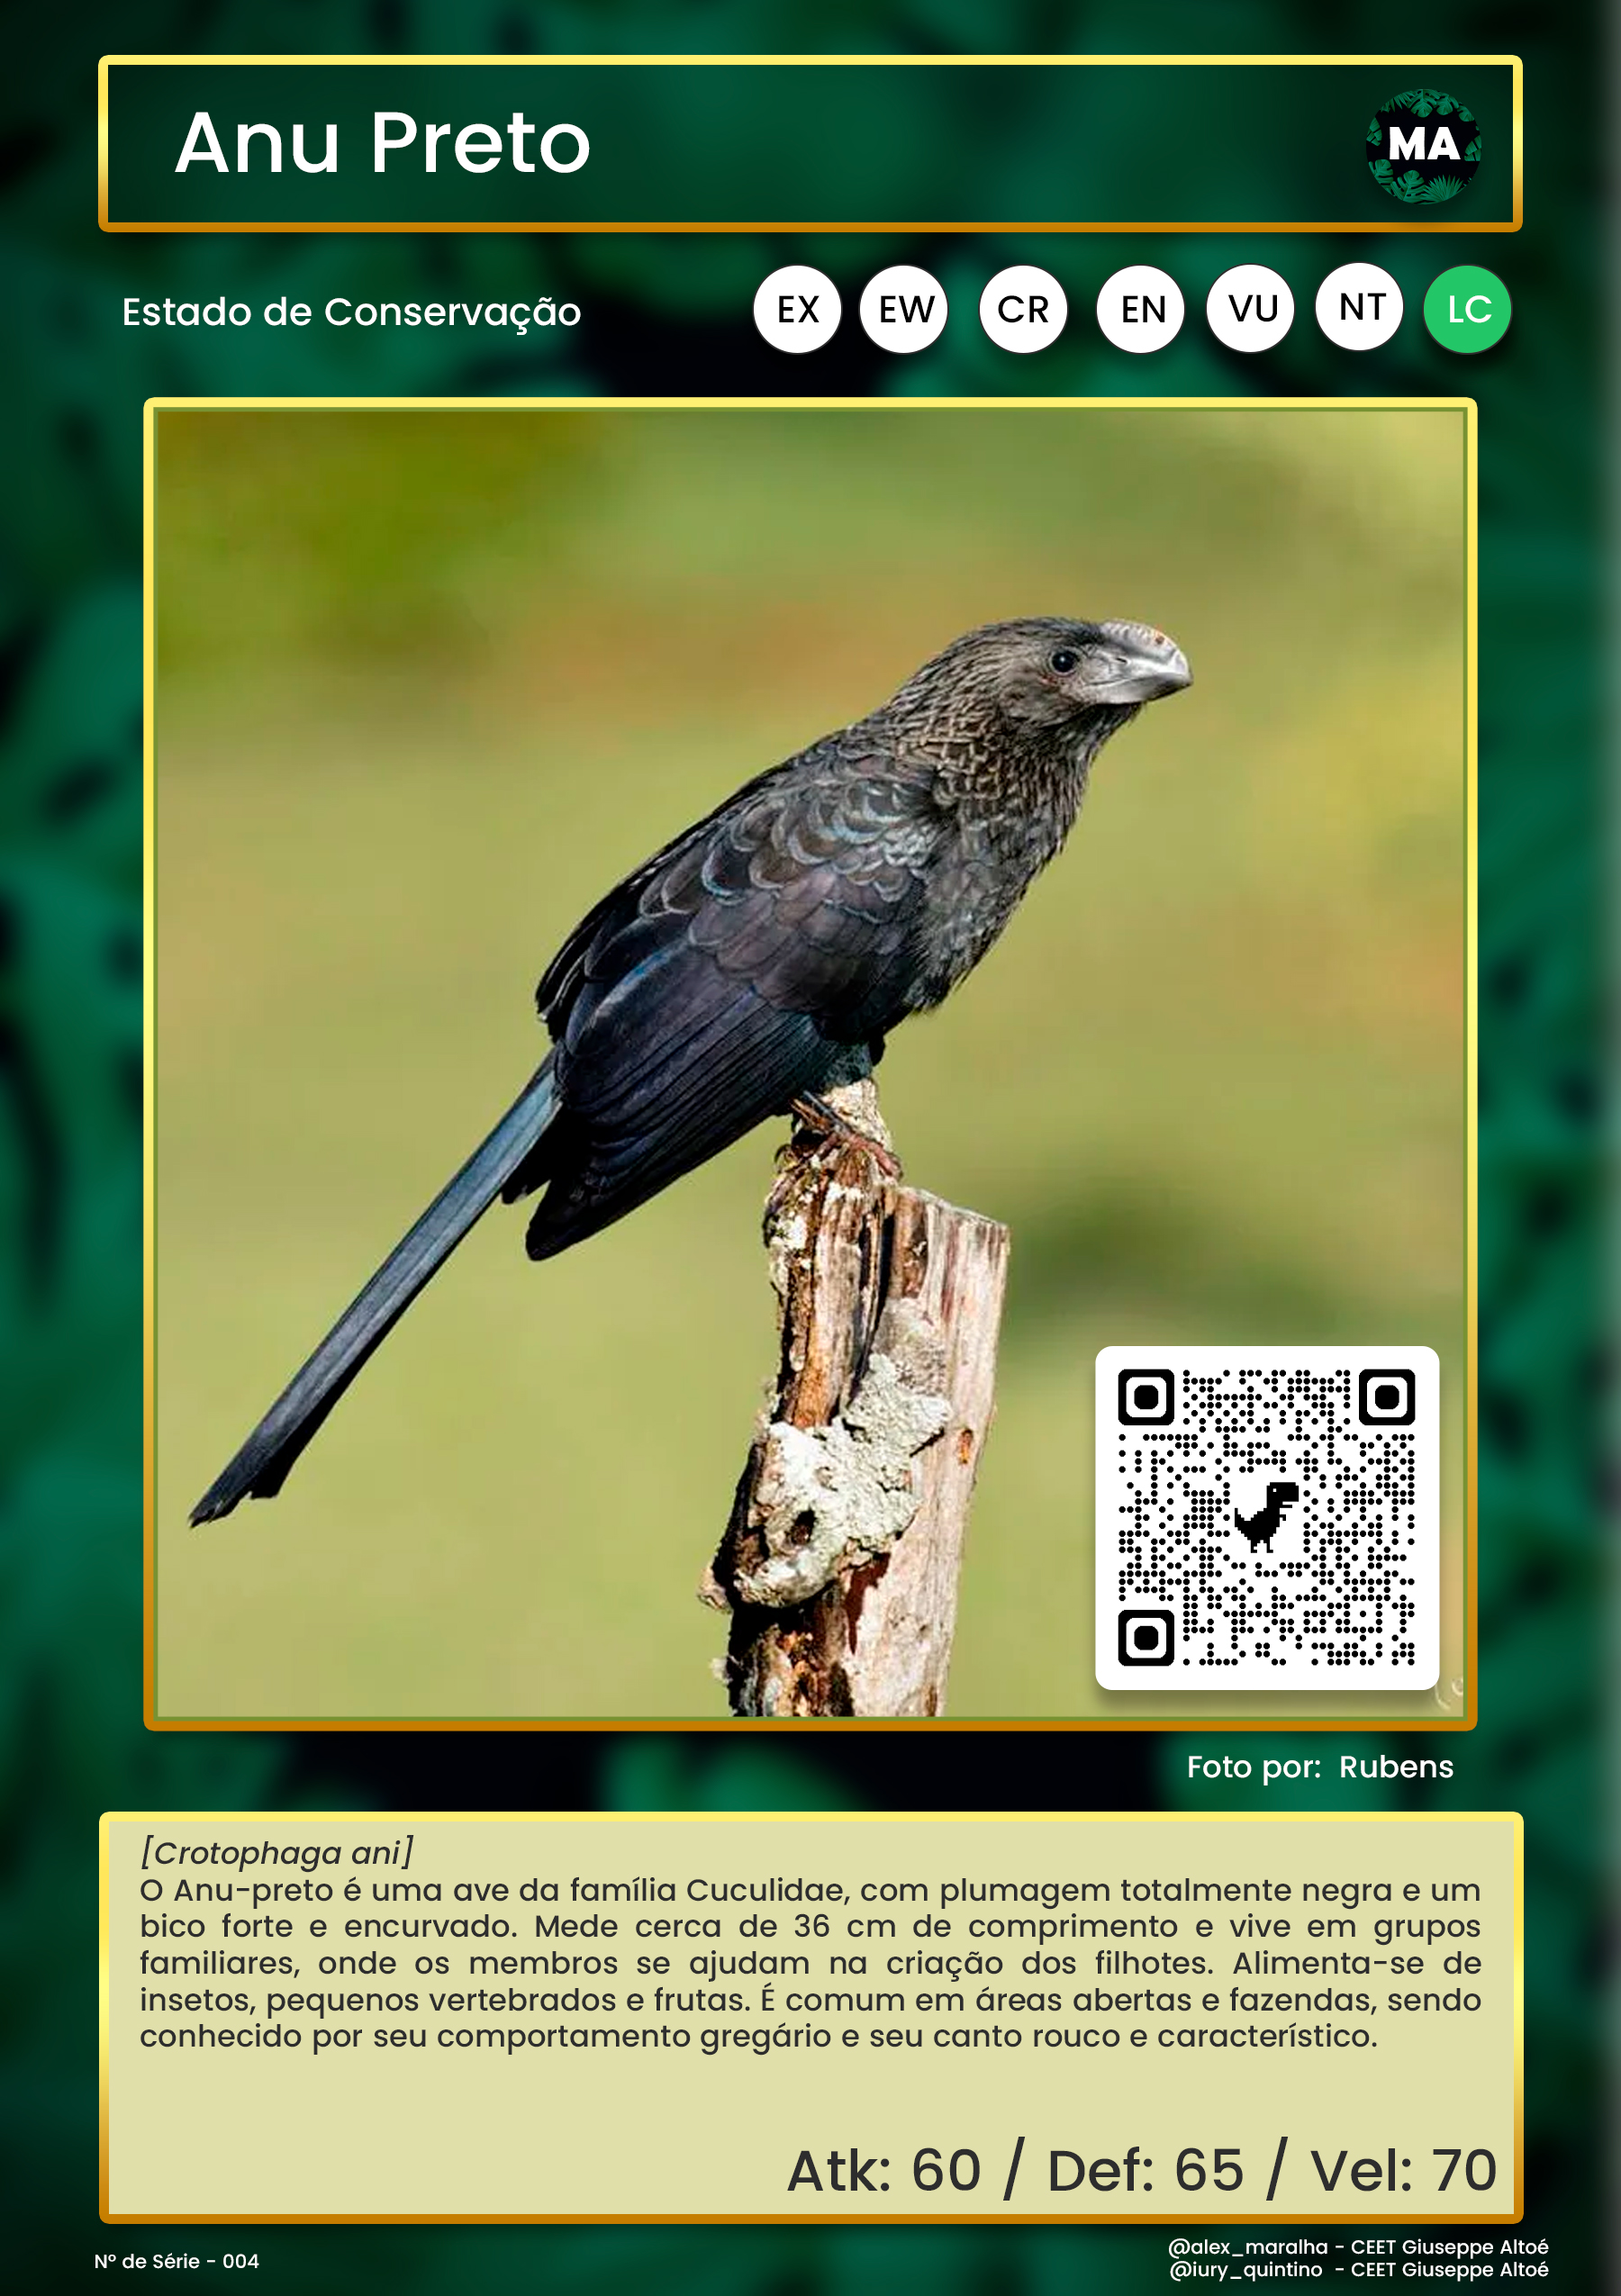 Anu Preto
MA
Estado de Conservação
EX EW CR EN VU NT LC
Foto por: Rubens
[Crotophaga ani]
O Anu-preto é uma ave da família Cuculidae, com plumagem totalmente negra e um
bico forte e encurvado. Mede cerca de 36 cm de comprimento e vive em grupos
familiares, onde os membros se ajudam na criação dos filhotes. Alimenta-se de
insetos, pequenos vertebrados e frutas. É comum em áreas abertas e fazendas, sendo
conhecido por seu comportamento gregário e seu canto rouco e característico.
Atk: 60 / Def: 65 / Vel: 70
Nº de Série - 004
@alex_maralha - CEET Giuseppe Altoé
@iury_quintino - CEET Giuseppe Altoé